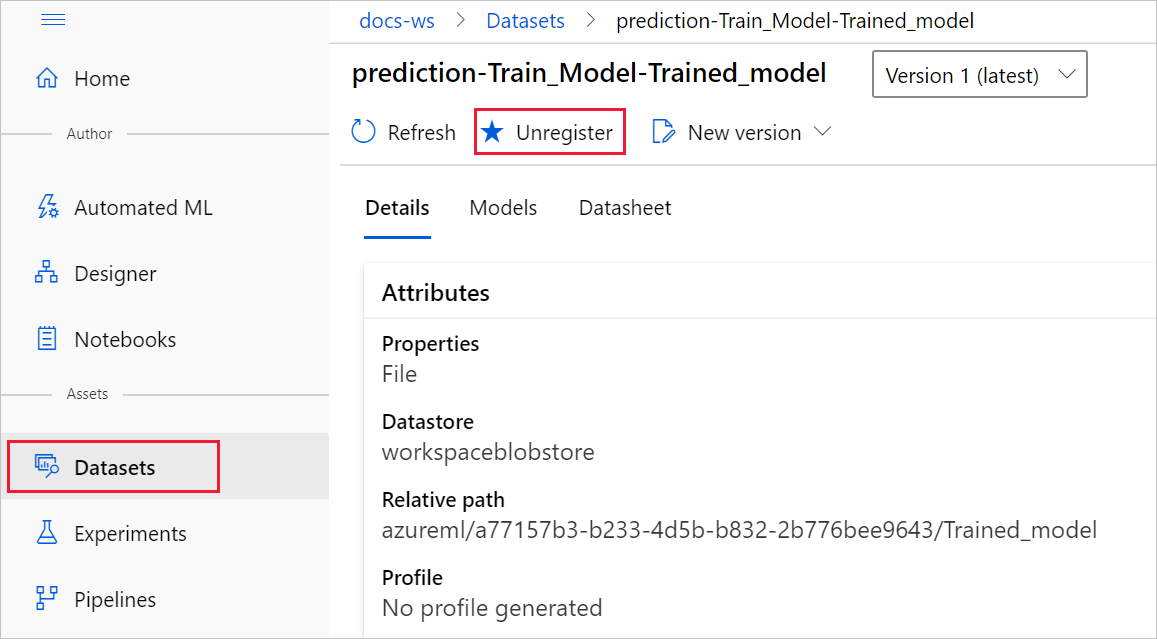 Home
Author
Automated ML
Designer
Notebooks
Assets
Datasets
Experiments
Pipelines
docs-ws > Datasets > prediction-Train_Model-Trained_model
prediction-Train_Model-Trained_model
Version 1 (latest)
Refresh Unregister New version
Details Models Datasheet
Attributes
Properties
File
Datastore
workspaceblobstore
Relative path
azureml/a77157b3-b233-4d5b-b832-2b776bee9643/Trained_model
Profile
No profile generated